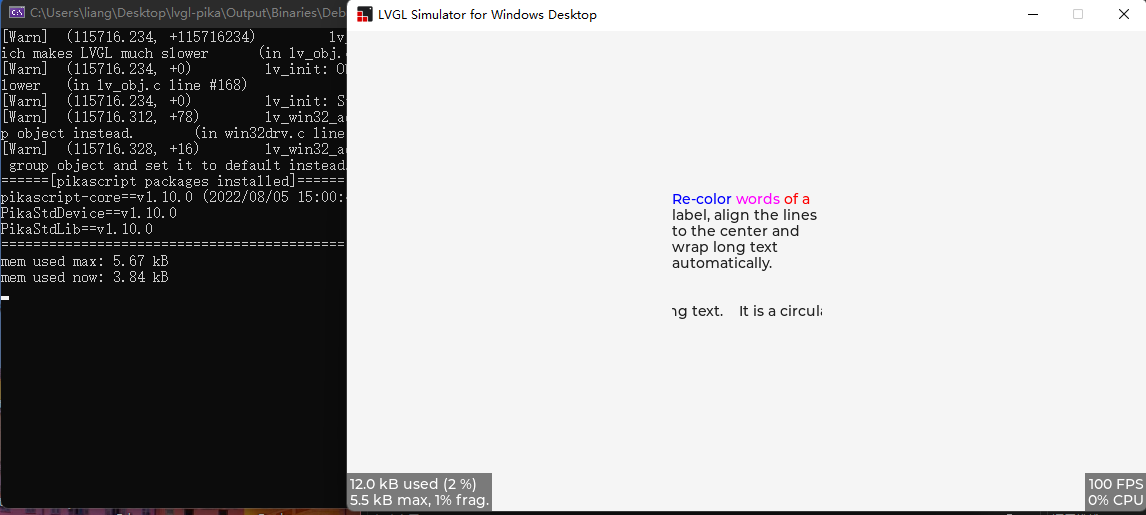 C:\Users\liang\Desktop\lvgl-pika\Output\Binaries\Deb
[Warn] (115716.234, +115716234) lv_
ich makes LVGL much slower (in lv_obj.
[Warn] (115716.234, +0) lv_init:
lower (in lv_obj.c line #168)
[Warn] (115716.234, +0) lv_init: S
[Warn] (115716.312, +78) lv_win32_a
p object instead. (in win32drv.c line
[Warn] (115716.328, +16) lv_win32_a
group object and set it to default instead.
======[pikascript packages installed]======
pikascript-core==v1.10.0 (2022/08/05 15:00:
PikaStdDevice==v1.10.0
PikaStdLib==v1.10.0
===========================================
mem used max: 5.67 kB
mem used now: 3.84 kB
LVGL Simulator for Windows Desktop
Re-color words of a
label, align the lines
to the center and
wrap long text
automatically.
ng text. It is a circula
12.0 kB used (2 %)
5.5 kB max, 1% frag.
100 FPS
0% CPU